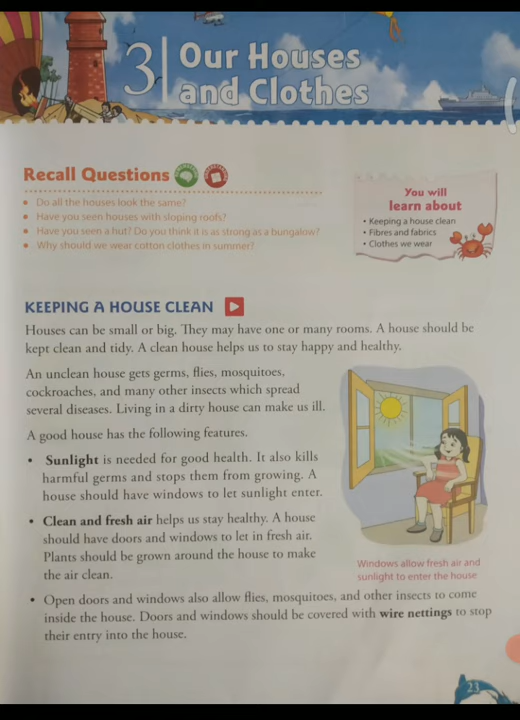 3 Our Houses
and Clothes
Recall Questions
• Do all the houses look the same?
• Have you seen houses with sloping roofs?
• Have you seen a hut? Do you think it is as strong as a bungalow?
• Why should we wear cotton clothes in summer?
You will
learn about
• Keeping a house clean
• Fibres and fabrics
• Clothes we wear
KEEPING A HOUSE CLEAN
Houses can be small or big. They may have one or many rooms. A house should be
kept clean and tidy. A clean house helps us to stay happy and healthy.
An unclean house gets germs, flies, mosquitoes,
cockroaches, and many other insects which spread
several diseases. Living in a dirty house can make us ill.
A good house has the following features.
• Sunlight is needed for good health. It also kills
harmful germs and stops them from growing. A
house should have windows to let sunlight enter.
• Clean and fresh air helps us stay healthy. A house
should have doors and windows to let in fresh air.
Plants should be grown around the house to make
the air clean.
Windows allow fresh air and
sunlight to enter the house
• Open doors and windows also allow flies, mosquitoes, and other insects to come
inside the house. Doors and windows should be covered with wire nettings to stop
their entry into the house.
23